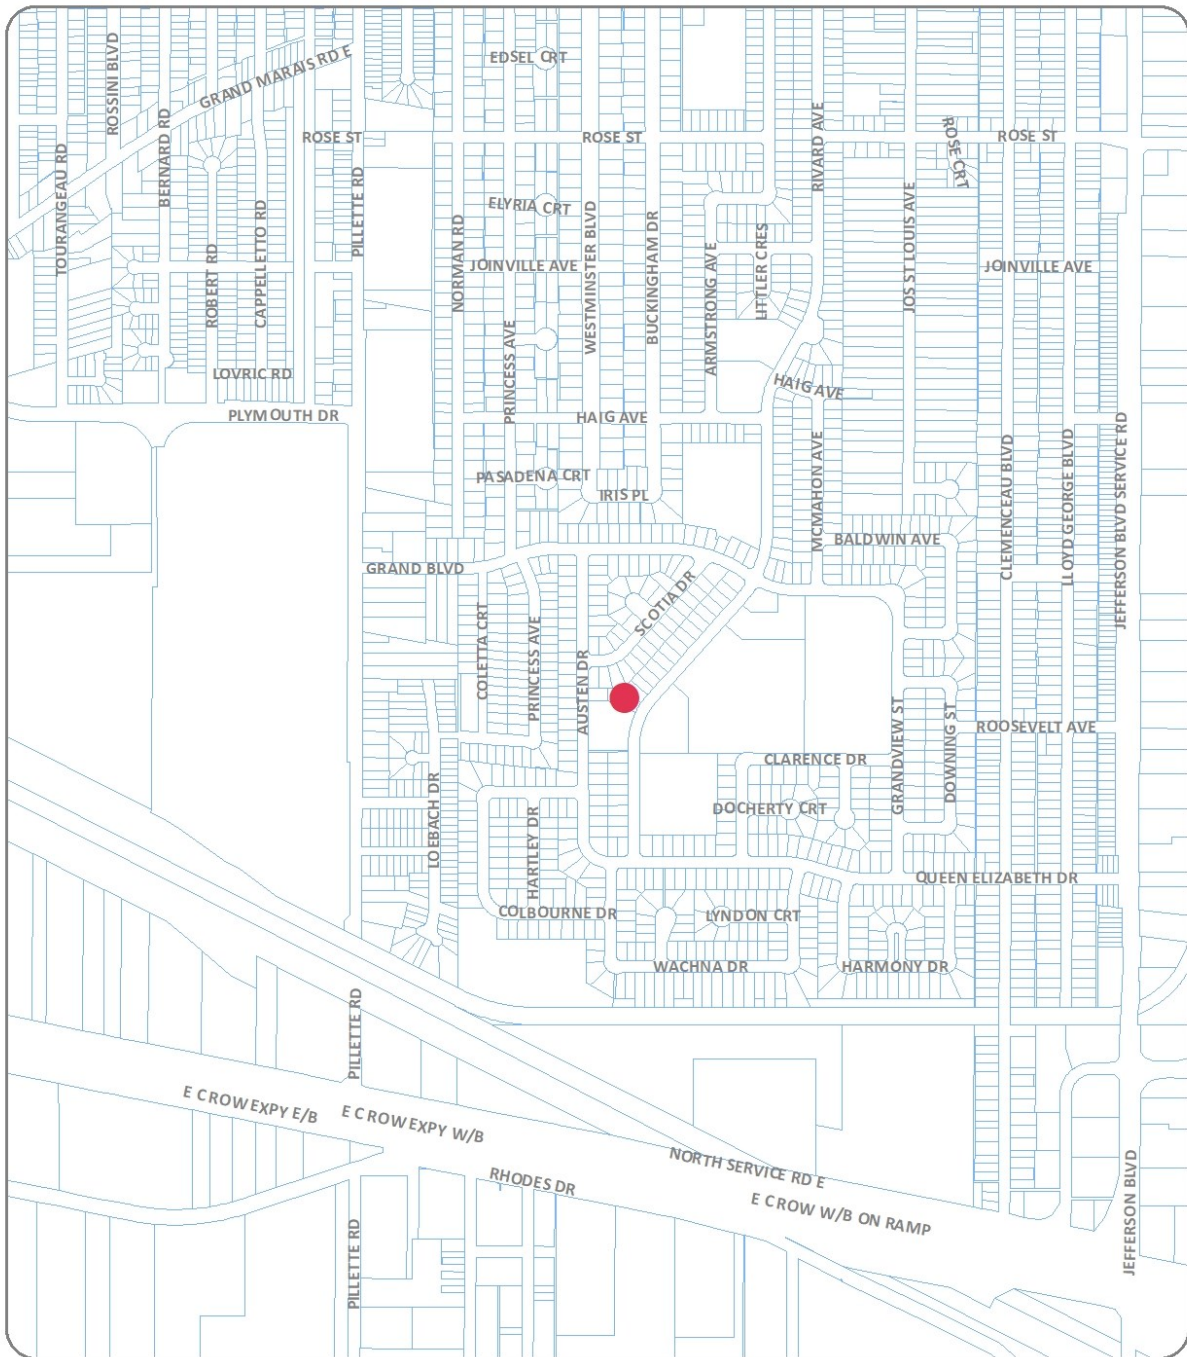 EDSEL CRT
ROSSINI BLVD
GRAND MARAIS RD E
ROSE ST
ROSE ST
ROSE ST
ROSE CRT
BERNARD RD
RIVARD AVE
TOURANGEAU RD
PILLETTE RD
ELYRIA CRT
ROBERT RD
CAPPELLETTO RD
NORMAN RD
JOINVILLE AVE
WESTMINSTER BLVD
BUCKINGHAM DR
ARMSTRONG AVE
LITTLER CRES
JOS ST LOUIS AVE
JOINVILLE AVE
PRINCESS AVE
LOVRIC RD
HAIG AVE
PLYMOUTH DR
HAIG AVE
PASADENA CRT
IRIS PL
MCMAHON AVE
BALDWIN AVE
CLEMENCEAU BLVD
LLOYD GEORGE BLVD
JEFFERSON BLVD SERVICE RD
GRAND BLVD
SCOTIA DR
COLETTA CRT
PRINCESS AVE
AUSTEN DR
GRANDVIEW ST
DOWNING ST
ROOSEVELT AVE
CLARENCE DR
LOEBACH DR
HARTLEY DR
DOCHERTY CRT
QUEEN ELIZABETH DR
COLBOURNE DR
LYNDON CRT
WACHNA DR
HARMONY DR
PILLETTE RD
E C ROW EXPY E/B
E C ROW EXPY W/B
NORTH SERVICE RD E
RHODES DR
E C ROW W/B ON RAMP
PILLETTE RD
JEFFERSON BLVD